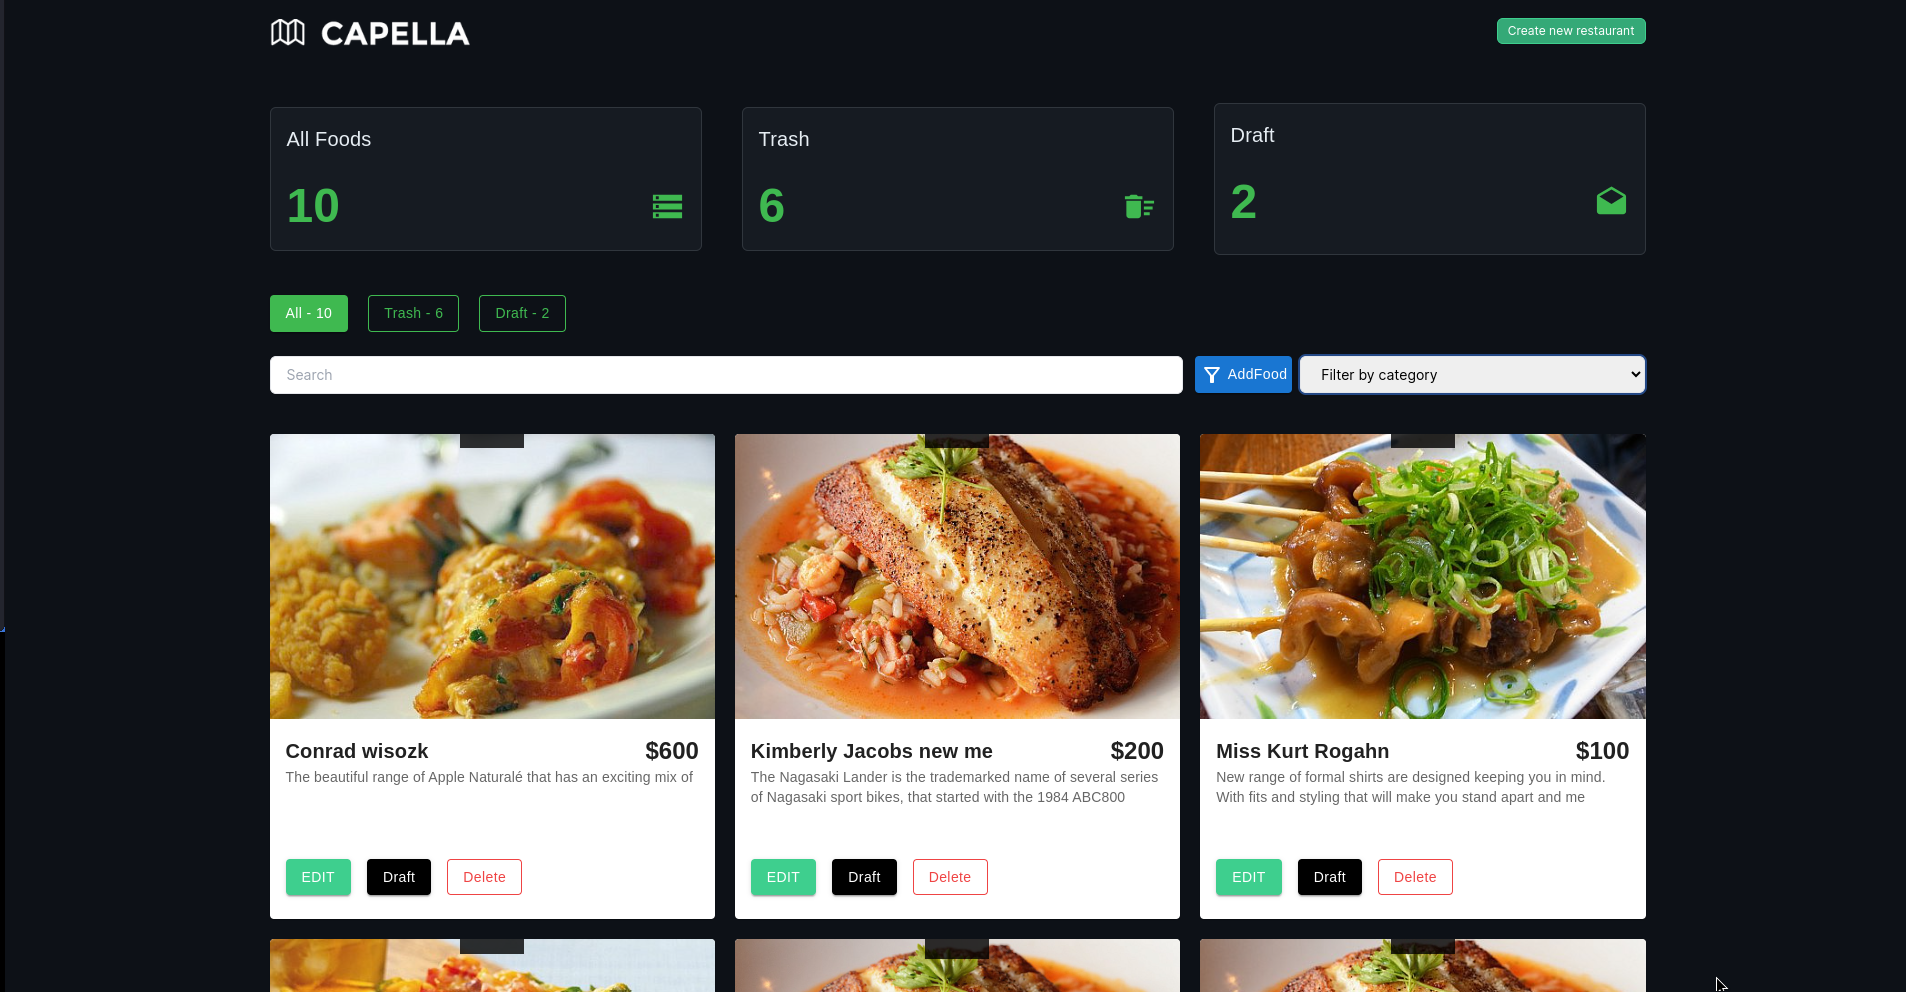 CAPELLA
Create new restaurant
All Foods
10
Trash
6
Draft
2
All - 10
Trash - 6
Draft - 2
Search
AddFood
Filter by category
Conrad wisozk
$600
The beautiful range of Apple Naturalé that has an exciting mix of
EDIT
Draft
Delete
Kimberly Jacobs new me
$200
The Nagasaki Lander is the trademarked name of several series
of Nagasaki sport bikes, that started with the 1984 ABC800
EDIT
Draft
Delete
Miss Kurt Rogahn
$100
New range of formal shirts are designed keeping you in mind.
With fits and styling that will make you stand apart and me
EDIT
Draft
Delete